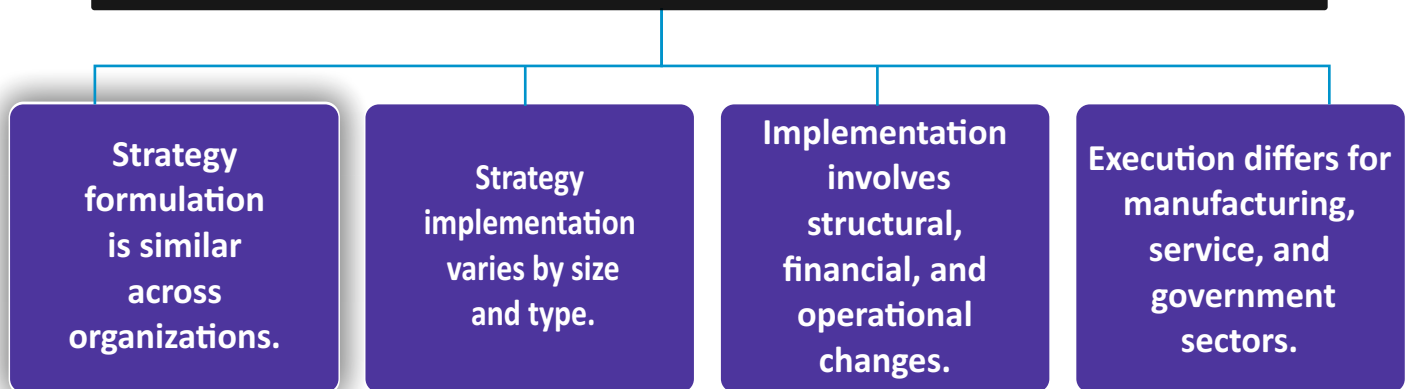 Strategy
formulation
is similar
across
organizations.
Strategy
implementation
varies by size
and type.
Implementation
involves
structural,
financial, and
operational
changes.
Execution differs for
manufacturing,
service, and
government
sectors.